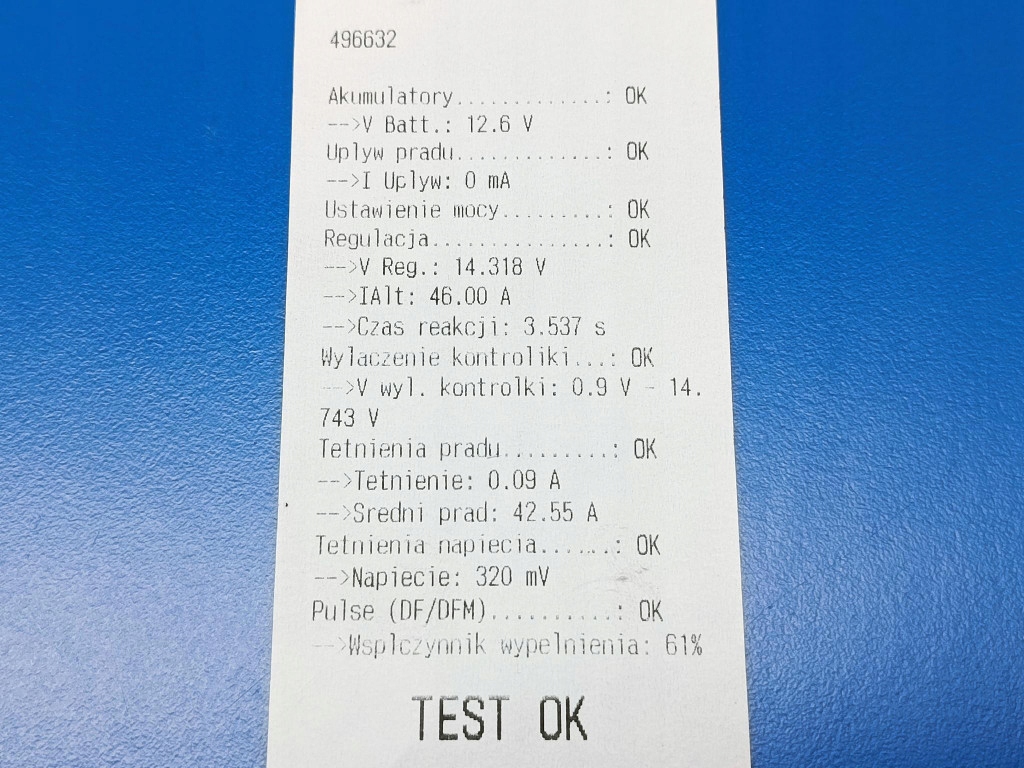 496632
Akumulatory.............: OK
-->V Batt.: 12.6 V
Uplyw pradu.............: OK
-->I Uplyw: 0 mA
Ustawienie mocy.........: OK
Regulacja...............: OK
-->V Reg.: 14.318 V
-->IAlt: 46.00 A
-->Czas reakcji: 3.537 s
Wylaczenie kontroliki...: OK
-->V wyl. kontrolki: 0.9 V - 14.
743 V
Tetnienia pradu.........: OK
-->Tetnienie: 0.09 A
-->Sredni prad: 42.55 A
Tetnienia napiecia......: OK
-->Napiecie: 320 mV
Pulse (DF/DFM)..........: OK
-->Wsplczynnik wypelnienia: 61%
TEST OK